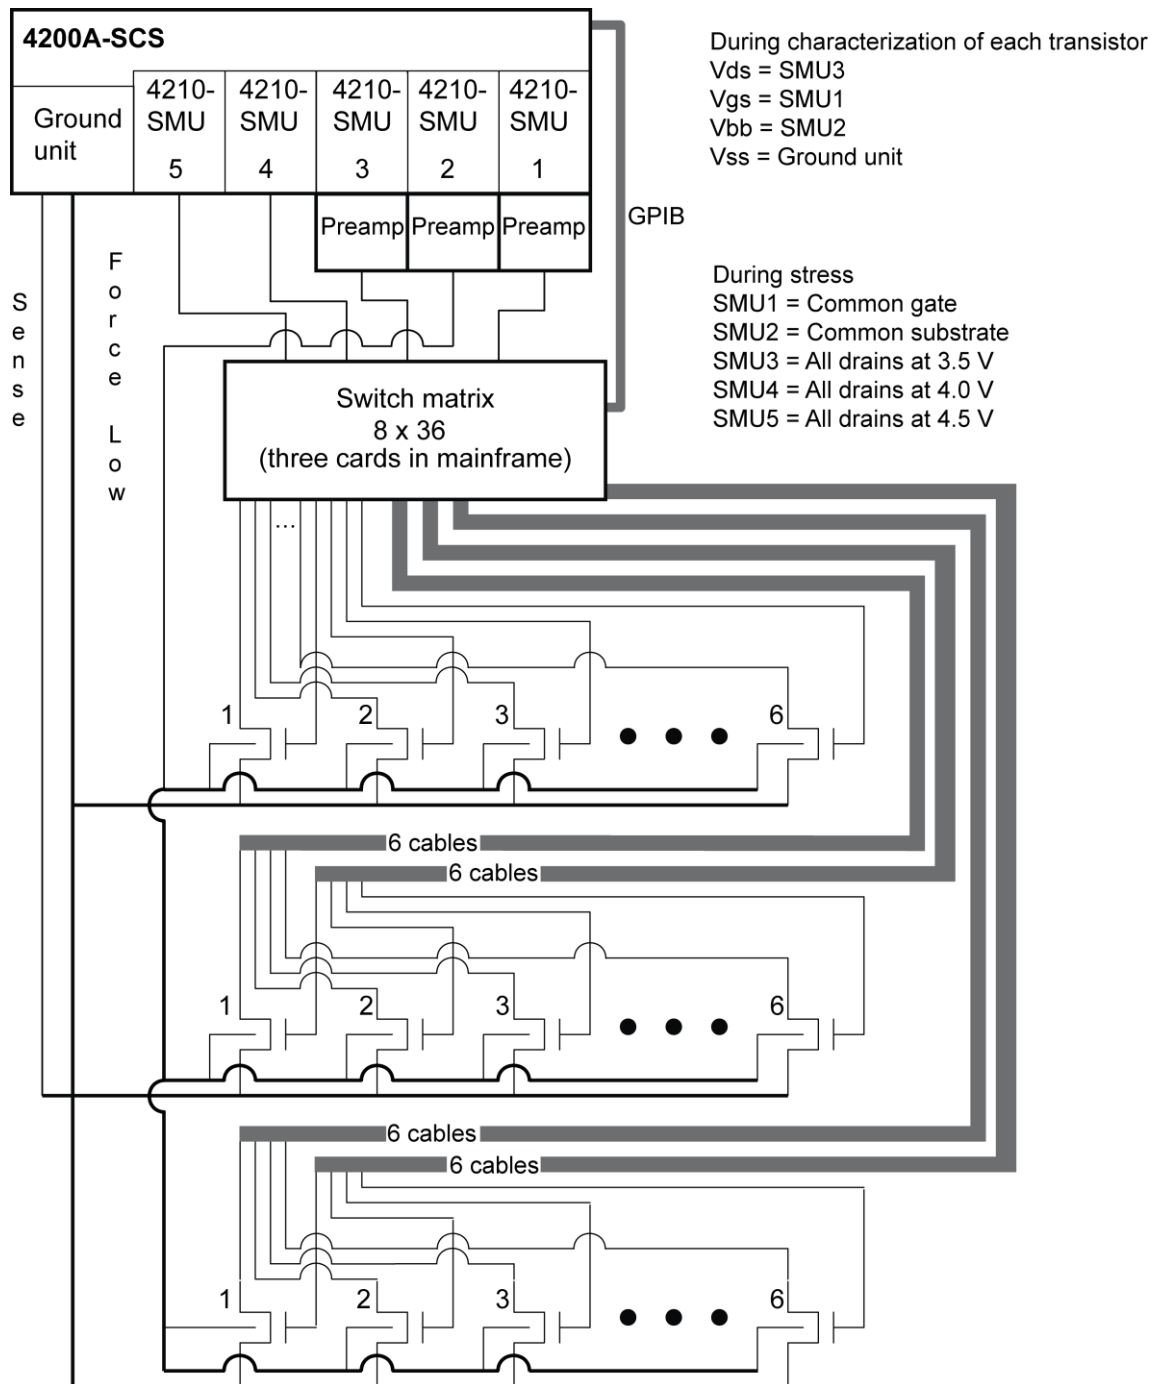 4200A-SCS
Ground
unit
4210-
SMU
5
4210-
SMU
4
4210-
SMU
3
4210-
SMU
2
4210-
SMU
1
Preamp
Preamp
Preamp
GPIB
During characterization of each transistor
Vds = SMU3
Vgs = SMU1
Vbb = SMU2
Vss = Ground unit
During stress
SMU1 = Common gate
SMU2 = Common substrate
SMU3 = All drains at 3.5 V
SMU4 = All drains at 4.0 V
SMU5 = All drains at 4.5 V
Sense
Force Low
Switch matrix
8 x 36
(three cards in mainframe)
...
1
2
3
6
6 cables
6 cables
1
2
3
6
6 cables
6 cables
1
2
3
6